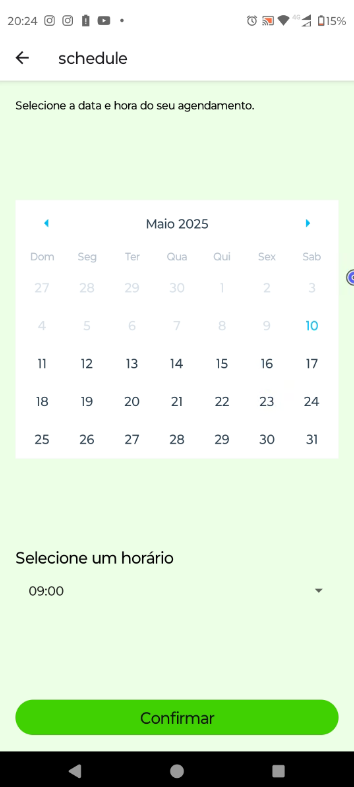 20:24 15%
schedule
Selecione a data e hora do seu agendamento.
Maio 2025
Dom Seg Ter Qua Qui Sex Sab
27 28 29 30 1 2 3
4 5 6 7 8 9 10
11 12 13 14 15 16 17
18 19 20 21 22 23 24
25 26 27 28 29 30 31
Selecione um horário
09:00
Confirmar